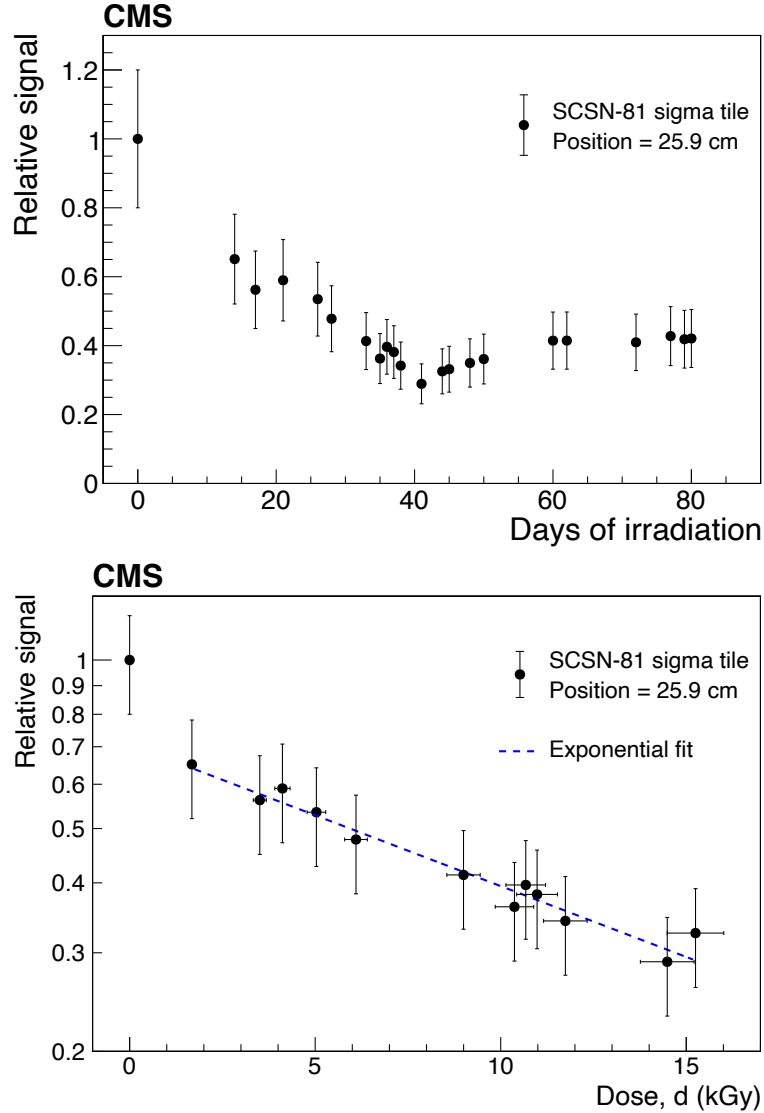 CMS
Relative signal
1.2
1
0.8
0.6
0.4
0.2
0
SCSN-81 sigma tile
Position = 25.9 cm
0 20 40 60 80
Days of irradiation
CMS
Relative signal
1
0.9
0.8
0.7
0.6
0.5
0.4
0.3
0.2
SCSN-81 sigma tile
Position = 25.9 cm
Exponential fit
0 5 10 15
Dose, d (kGy)